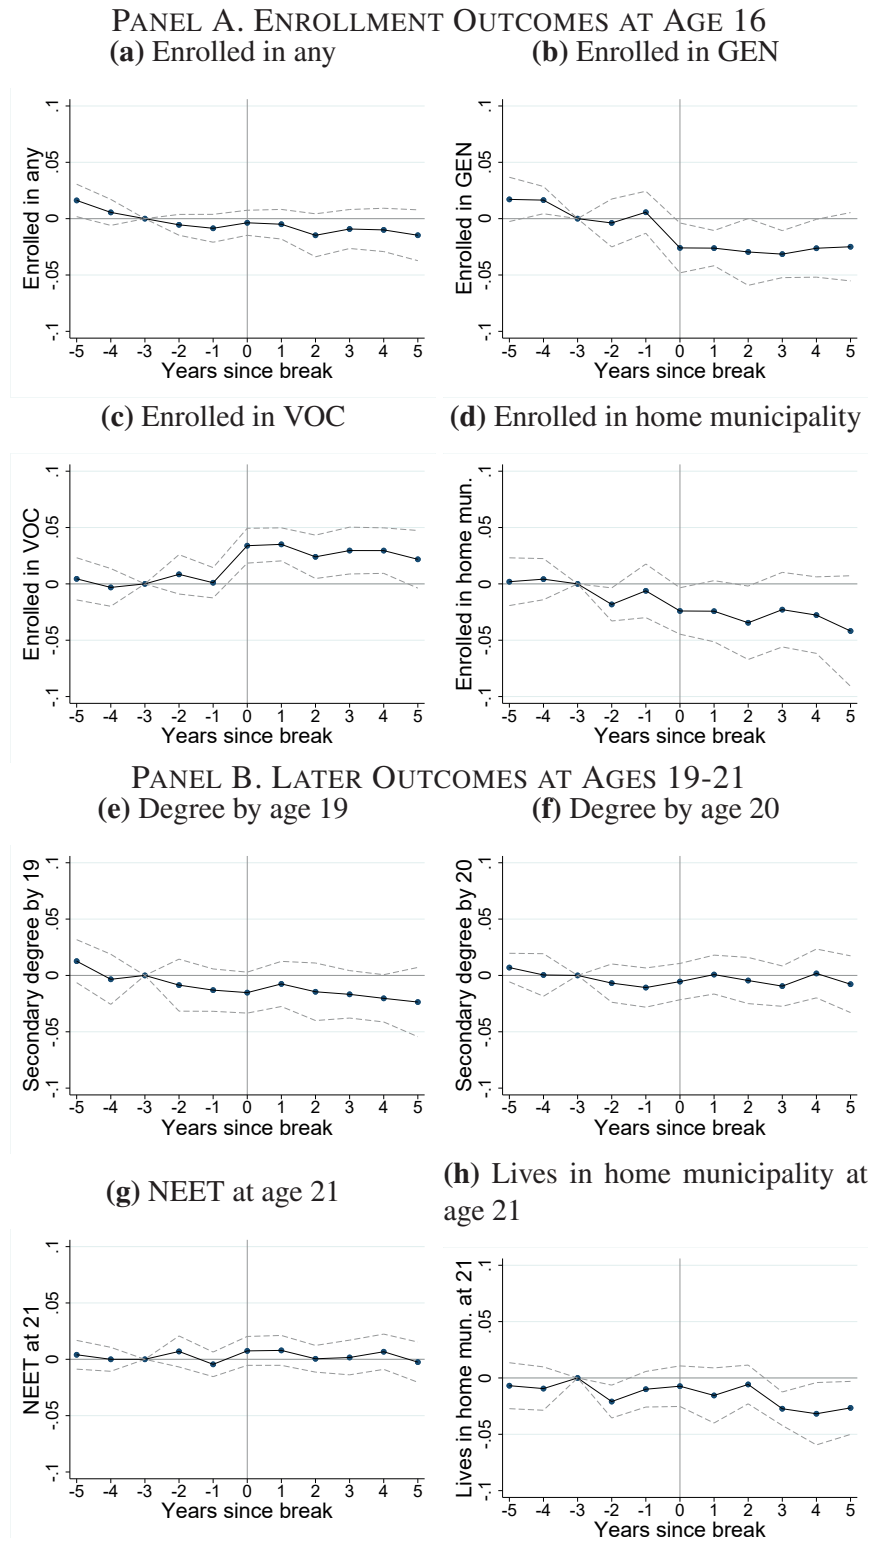 PANEL A. ENROLLMENT OUTCOMES AT AGE 16
(a) Enrolled in any
(b) Enrolled in GEN
Enrolled in any
.1
.05
0
-.05
-.1
-5 -4 -3 -2 -1 0 1 2 3 4 5
Years since break
Enrolled in GEN
.1
.05
0
-.05
-.1
-5 -4 -3 -2 -1 0 1 2 3 4 5
Years since break
(c) Enrolled in VOC
(d) Enrolled in home municipality
Enrolled in VOC
.1
.05
0
-.05
-.1
-5 -4 -3 -2 -1 0 1 2 3 4 5
Years since break
Enrolled in home mun.
.1
.05
0
-.05
-.1
-5 -4 -3 -2 -1 0 1 2 3 4 5
Years since break
PANEL B. LATER OUTCOMES AT AGES 19-21
(e) Degree by age 19
(f) Degree by age 20
Secondary degree by 19
.1
.05
0
-.05
-.1
-5 -4 -3 -2 -1 0 1 2 3 4 5
Years since break
Secondary degree by 20
.1
.05
0
-.05
-.1
-5 -4 -3 -2 -1 0 1 2 3 4 5
Years since break
(g) NEET at age 21
(h) Lives in home municipality at
age 21
NEET at 21
.1
.05
0
-.05
-.1
-5 -4 -3 -2 -1 0 1 2 3 4 5
Years since break
Lives in home mun. at 21
.1
.05
0
-.05
-.1
-5 -4 -3 -2 -1 0 1 2 3 4 5
Years since break